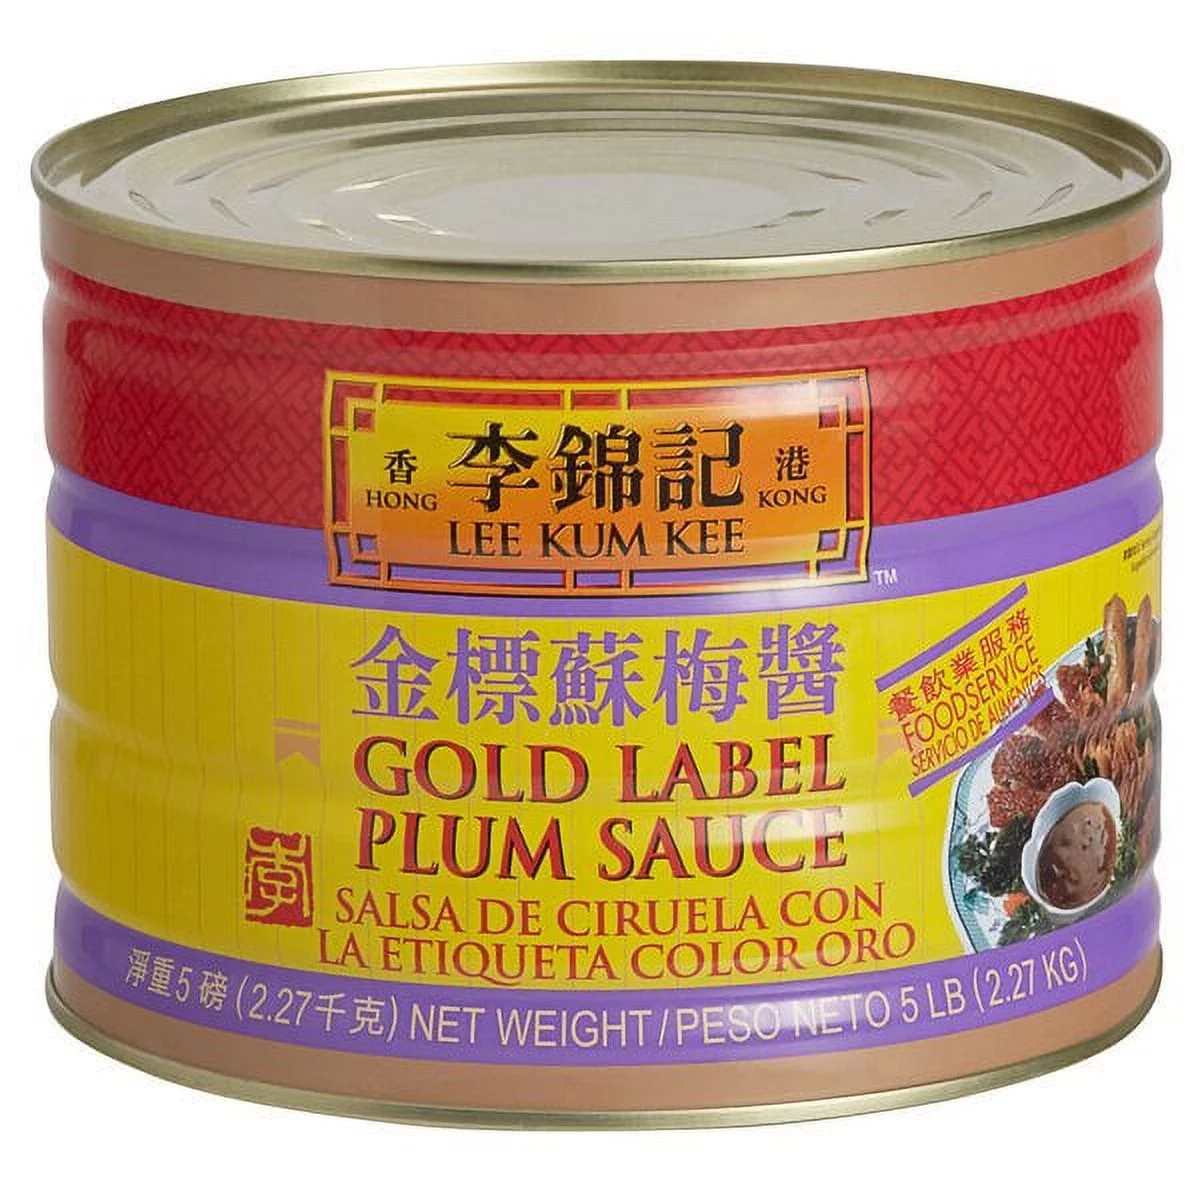 香 李錦記 港
HONG KONG
LEE KUM KEE
TM
金標蘇梅醬
GOLD LABEL
PLUM SAUCE
SALSA DE CIRUELA CON
LA ETIQUETA COLOR ORO
餐飲業服務
FOODSERVICE
SERVICIO DE ALIMENTOS
淨重 5 磅 (2.27千克) NET WEIGHT/PESO NETO 5 LB (2.27 KG)